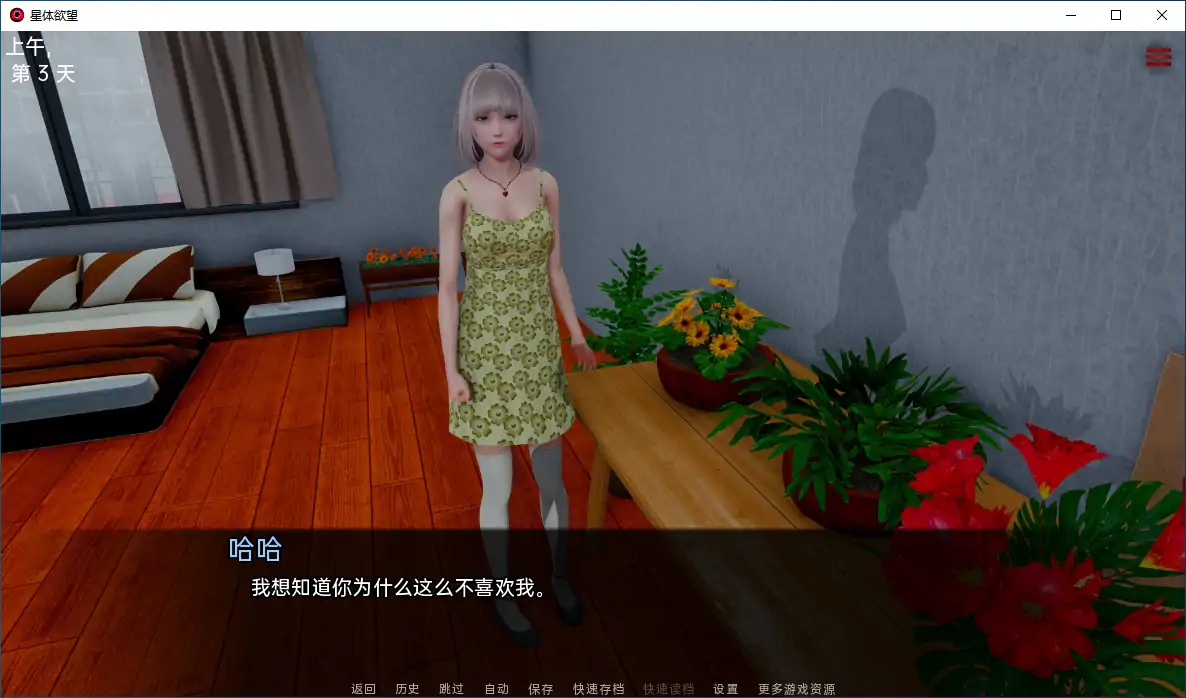 星体欲望
上午,
第 3 天
哈哈
我想知道你为什么这么不喜欢我。
返回 历史 跳过 自动 保存 快速存档 快速读档 设置 更多游戏资源